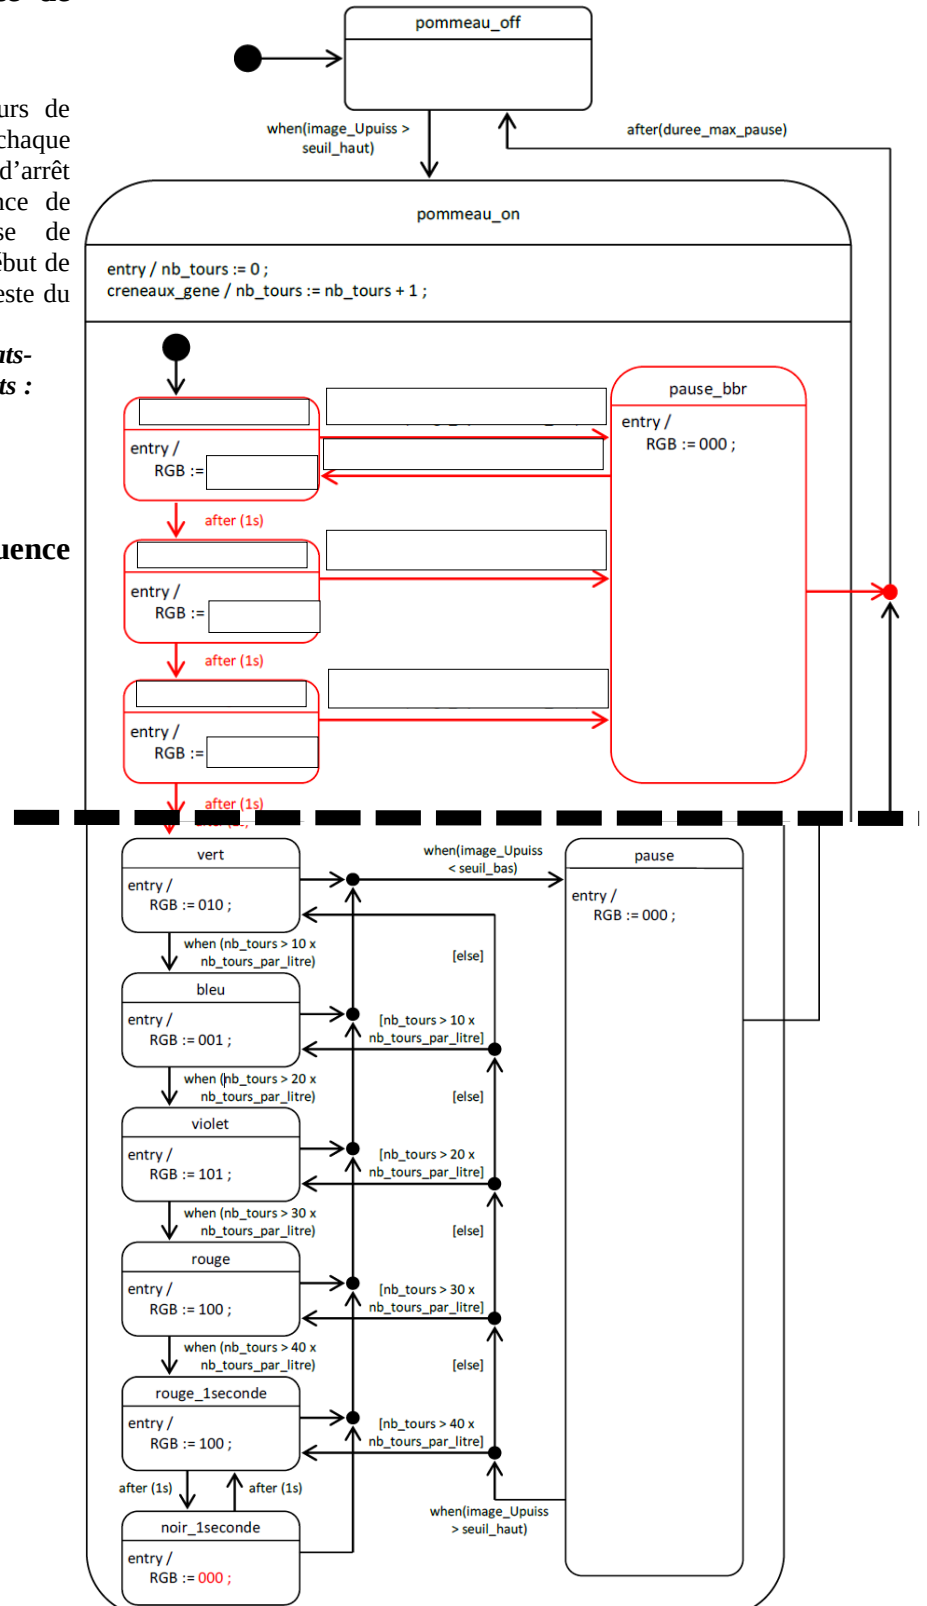 pommeau_off
when(image_Upuiss >
seuil_haut)
after(duree_max_pause)
urs de
chaque
d'arrêt
nce de
se de
ébut de
este du
ats-
ts :
uence
pommeau_on
entry / nb_tours := 0 ;
creneaux_gene / nb_tours := nb_tours + 1 ;
pause_bbr
entry /
RGB := 000 ;
entry /
RGB :=
after (1s)
entry /
RGB :=
after (1s)
entry /
RGB :=
after (1s)
vert
entry /
RGB := 010 ;
when(image_Upuiss
< seuil_bas)
pause
entry /
RGB := 000 ;
when (nb_tours > 10 x
nb_tours_par_litre)
[else]
bleu
entry /
RGB := 001 ;
[nb_tours > 10 x
nb_tours_par_litre]
when (nb_tours > 20 x
nb_tours_par_litre)
[else]
violet
entry /
RGB := 101 ;
[nb_tours > 20 x
nb_tours_par_litre]
when (nb_tours > 30 x
nb_tours_par_litre)
[else]
rouge
entry /
RGB := 100 ;
[nb_tours > 30 x
nb_tours_par_litre]
when (nb_tours > 40 x
nb_tours_par_litre)
[else]
rouge_1seconde
entry /
RGB := 100 ;
[nb_tours > 40 x
nb_tours_par_litre]
after (1s)
after (1s)
when(image_Upuiss
> seuil_haut)
noir_1seconde
entry /
RGB := 000 ;